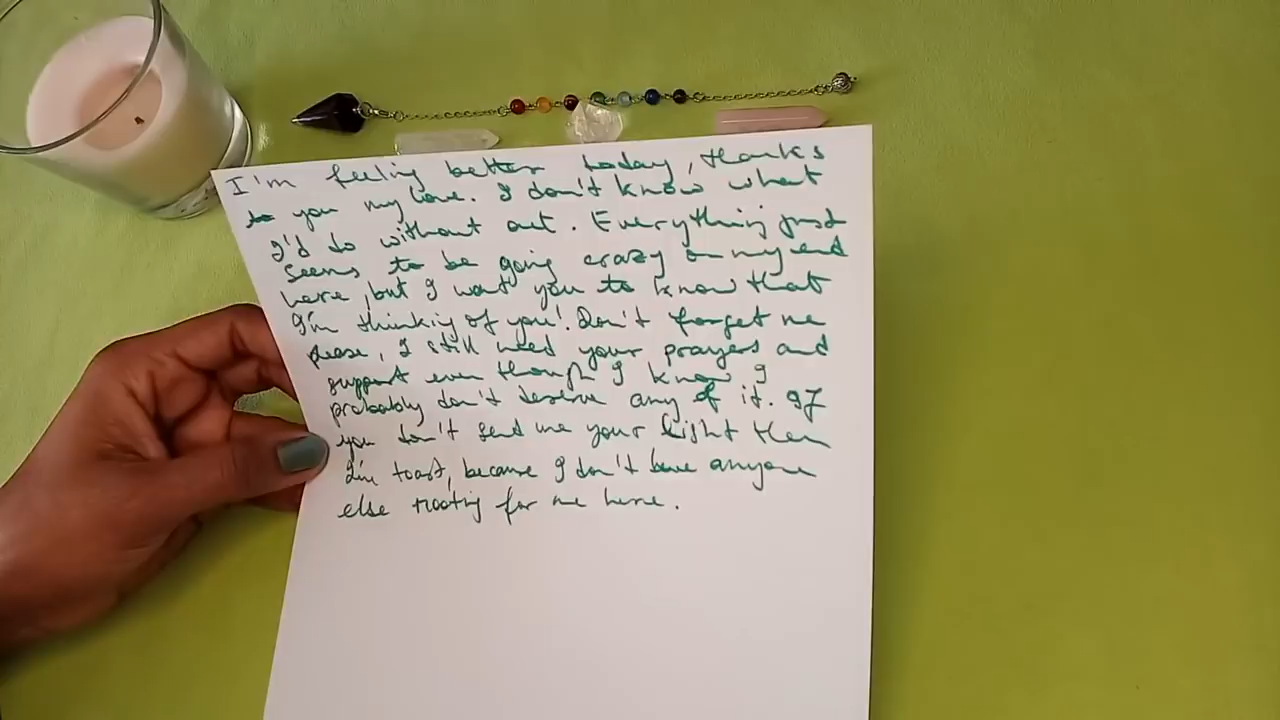 I'm feeling better today, thanks
to you my love. I don't know what
I'd do without out. Everything just
seems to be going crazy on my end
here, but I want you to know that
I'm thinking of you! Don't forget me
please, I still need your prayers and
support even though I know I
probably don't deserve any of it. If
you don't send me your light then
I'm toast, because I don't have anyone
else rooting for me here.